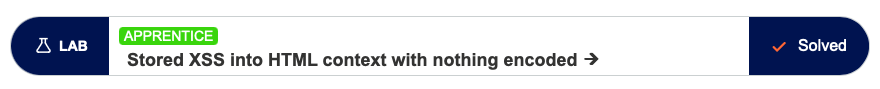 LAB
APPRENTICE
Stored XSS into HTML context with nothing encoded →
Solved